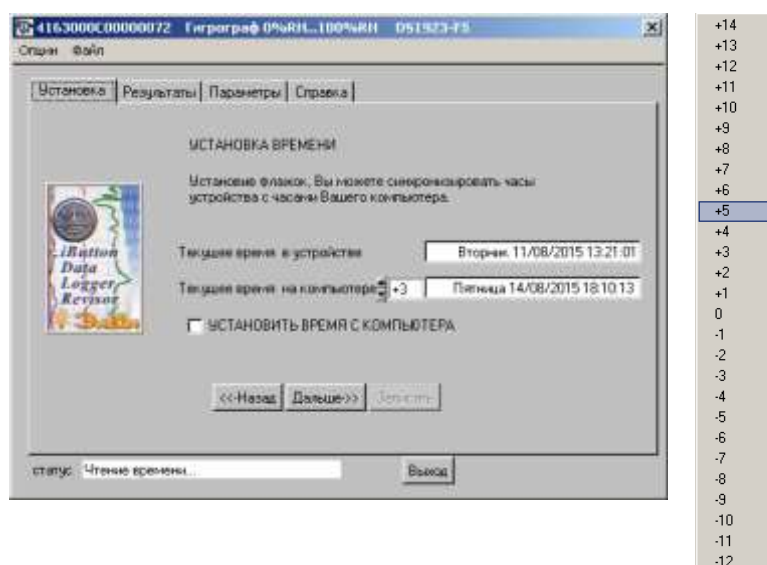 4163000C00000072 Гигрограф 0%RH...100%RH DS1923-F5
Опции Файл
Установка Результаты Параметры Справка
УСТАНОВКА ВРЕМЕНИ
Установив флажок, Вы можете синхронизировать часы
устройства с часами Вашего компьютера.
iButton
Data
Logger
Revisor
Текущее время в устройстве Вторник 11/08/2015 13:21:01
Текущее время на компьютере +3 Пятница 14/08/2015 18:10:13
УСТАНОВИТЬ ВРЕМЯ С КОМПЬЮТЕРА
<<-Назад Дальше->> Запись
статус Чтение времени... Выход
+14
+13
+12
+11
+10
+9
+8
+7
+6
+5
+4
+3
+2
+1
0
-1
-2
-3
-4
-5
-6
-7
-8
-9
-10
-11
-12